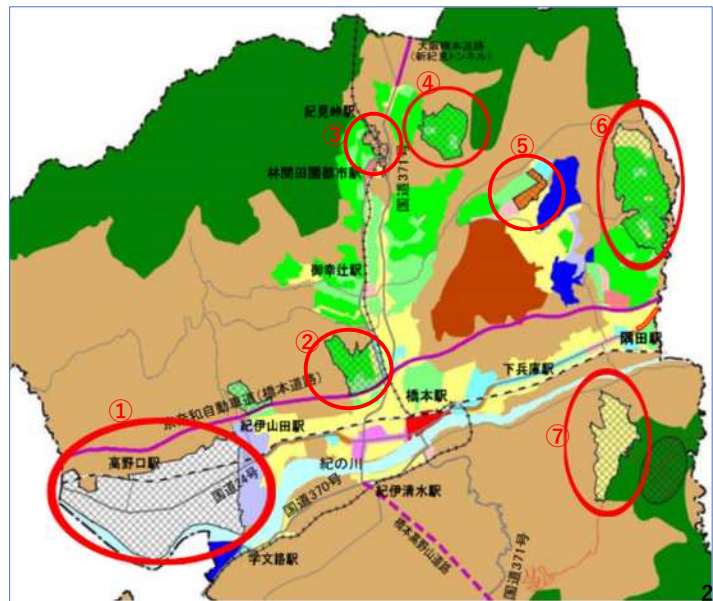 大阪橋本道路
(新紀見トンネル)
④
紀見峠駅
③
⑥
林間田園都市駅
国道371号
⑤
御幸辻駅
②
隅田駅
下兵庫駅
京奈和自動車道(橋本道路)
橋本駅
①
紀伊山田駅
⑦
高野口駅
国道24号
紀の川
国道370号
紀伊清水駅
学文路駅
橋本高野山道路
国道371号
2